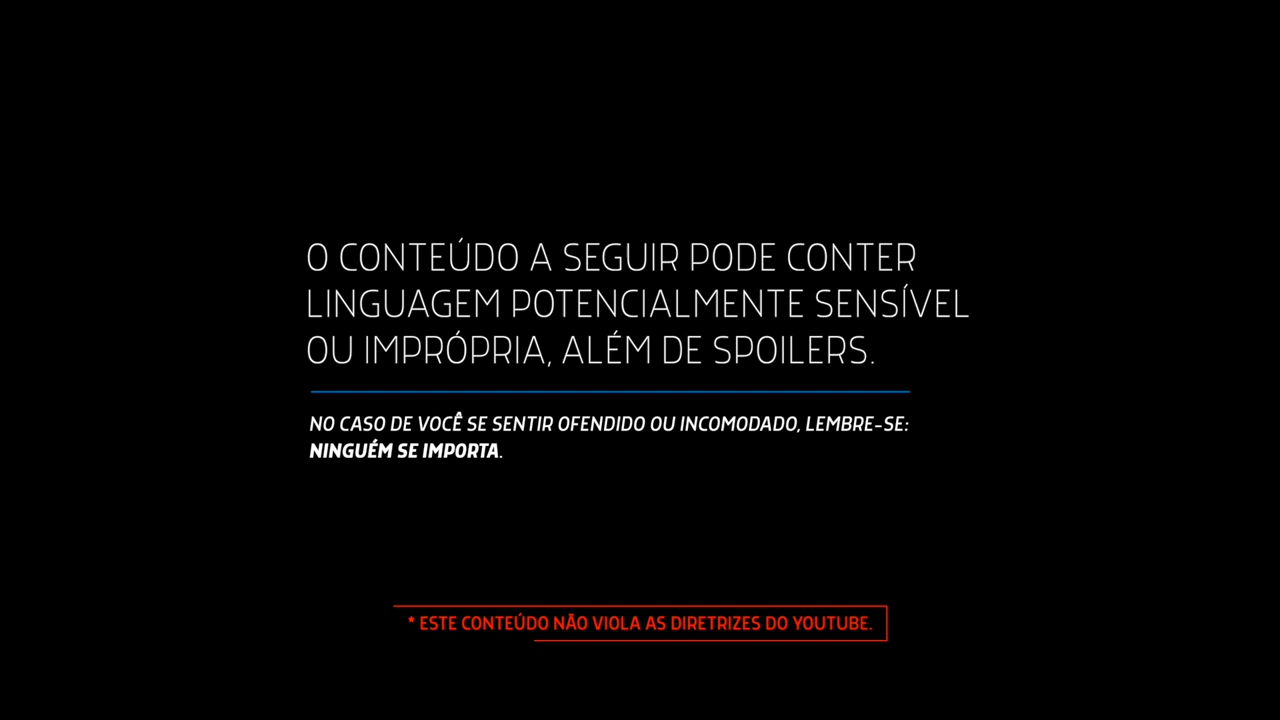 O CONTEÚDO A SEGUIR PODE CONTER
LINGUAGEM POTENCIALMENTE SENSÍVEL
OU IMPRÓPRIA, ALÉM DE SPOILERS.
NO CASO DE VOCÊ SE SENTIR OFENDIDO OU INCOMODADO, LEMBRE-SE:
NINGUÉM SE IMPORTA.
* ESTE CONTEÚDO NÃO VIOLA AS DIRETRIZES DO YOUTUBE.